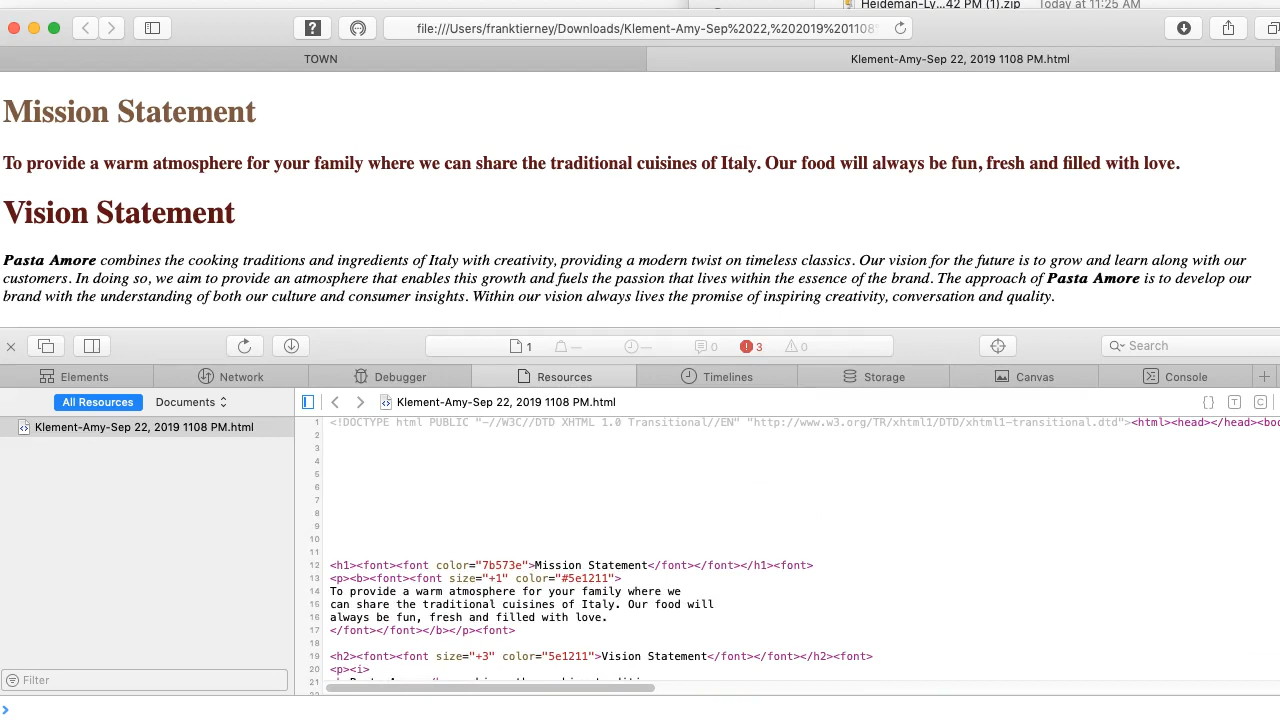 Heideman-Ly...42 PM (1).zip Today at 11:25 AM
file:///Users/franktierney/Downloads/Klement-Amy-Sep%2022,%202019%201108%
TOWN
Klement-Amy-Sep 22, 2019 1108 PM.html
Mission Statement
To provide a warm atmosphere for your family where we can share the traditional cuisines of Italy. Our food will always be fun, fresh and filled with love.
Vision Statement
Pasta Amore combines the cooking traditions and ingredients of Italy with creativity, providing a modern twist on timeless classics. Our vision for the future is to grow and learn along with our
customers. In doing so, we aim to provide an atmosphere that enables this growth and fuels the passion that lives within the essence of the brand. The approach of Pasta Amore is to develop our
brand with the understanding of both our culture and consumer insights. Within our vision always lives the promise of inspiring creativity, conversation and quality.
1 — — 0 3 0
Search
Elements Network Debugger Resources Timelines Storage Canvas Console
All Resources Documents
Klement-Amy-Sep 22, 2019 1108 PM.html
Klement-Amy-Sep 22, 2019 1108 PM.html
1 <!DOCTYPE html PUBLIC "-//W3C//DTD XHTML 1.0 Transitional//EN" "http://www.w3.org/TR/xhtml1/DTD/xhtml1-transitional.dtd"><html><head></head><bo
2
3
4
5
6
7
8
9
10
11
12 <h1><font><font color="7b573e">Mission Statement</font></font></h1><font>
13 <p><b><font><font size="+1" color="#5e1211">
14 To provide a warm atmosphere for your family where we
15 can share the traditional cuisines of Italy. Our food will
16 always be fun, fresh and filled with love.
17 </font></font></b></p><font>
18
19 <h2><font><font size="+3" color="5e1211">Vision Statement</font></font></h2><font>
20 <p><i>
21
Filter